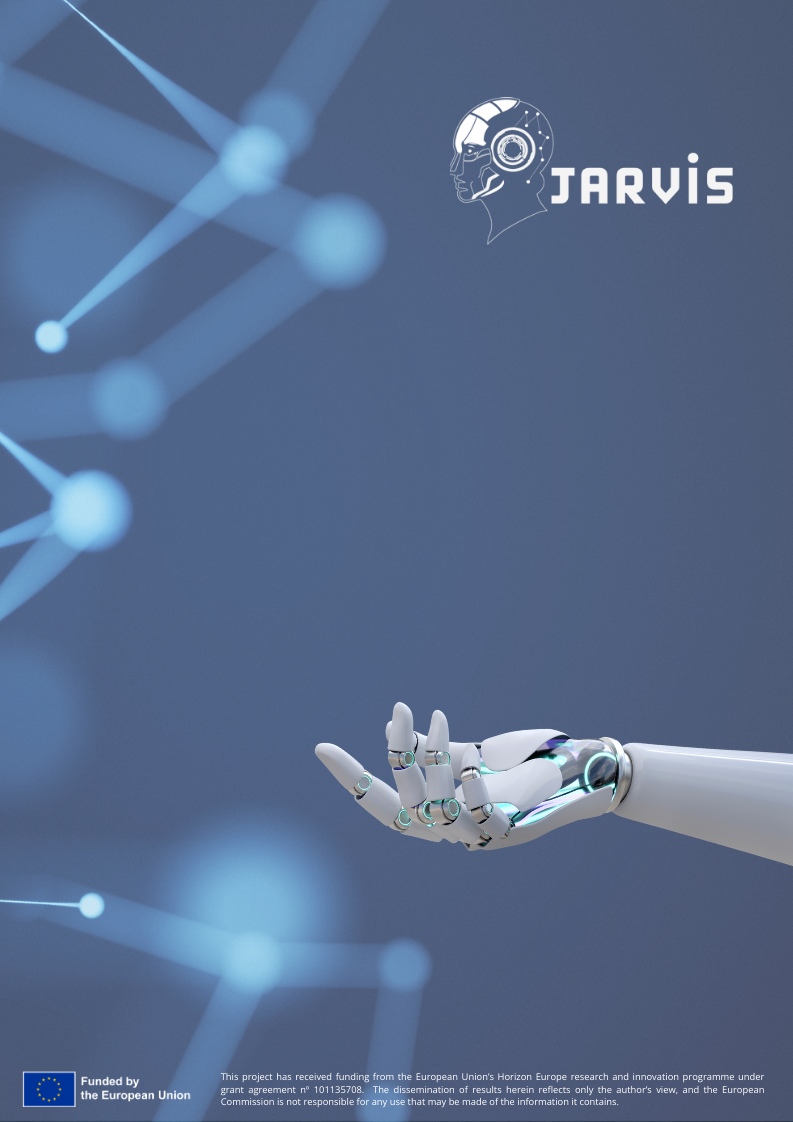 JARVIS
Funded by
the European Union
This project has received funding from the European Union's Horizon Europe research and innovation programme under
grant agreement nº 101135708. The dissemination of results herein reflects only the author's view, and the European
Commission is not responsible for any use that may be made of the information it contains.